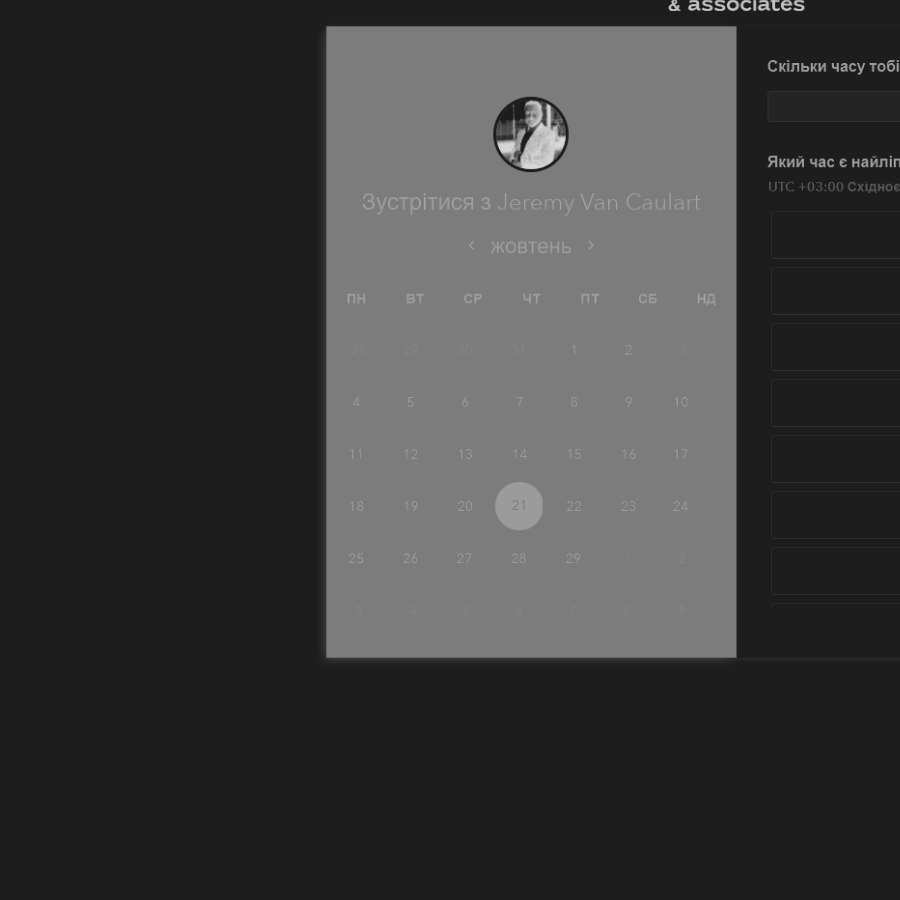 & associates
Скільки часу тобі
Зустрітися з Jeremy Van Caulart
Який час є найліп
UTC +03:00 Східноє
жовтень
ПН ВТ СР ЧТ ПТ СБ НД
28 29 30 31 1 2 3
4 5 6 7 8 9 10
11 12 13 14 15 16 17
18 19 20 21 22 23 24
25 26 27 28 29 1 2
3 4 5 6 7 8 9